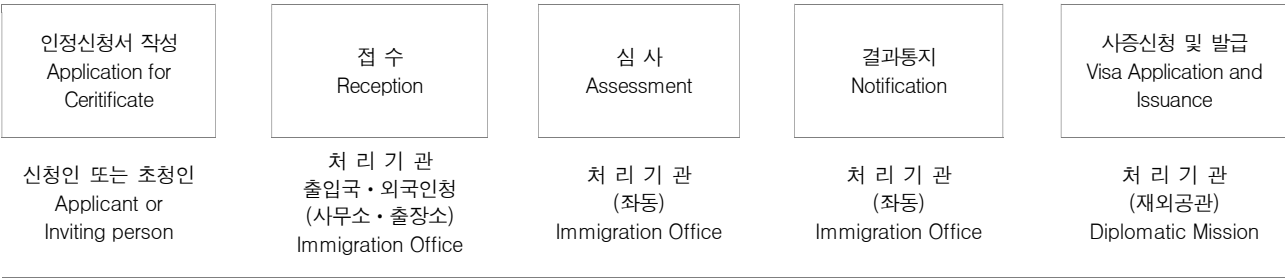 인정신청서 작성
Application for
Ceritificate
접 수
Reception
심 사
Assessment
결과통지
Notification
사증신청 및 발급
Visa Application and
Issuance
신청인 또는 초청인
Applicant or
Inviting person
처 리 기 관
출입국・외국인청
(사무소・출장소)
Immigration Office
처 리 기 관
(좌동)
Immigration Office
처 리 기 관
(좌동)
Immigration Office
처 리 기 관
(재외공관)
Diplomatic Mission